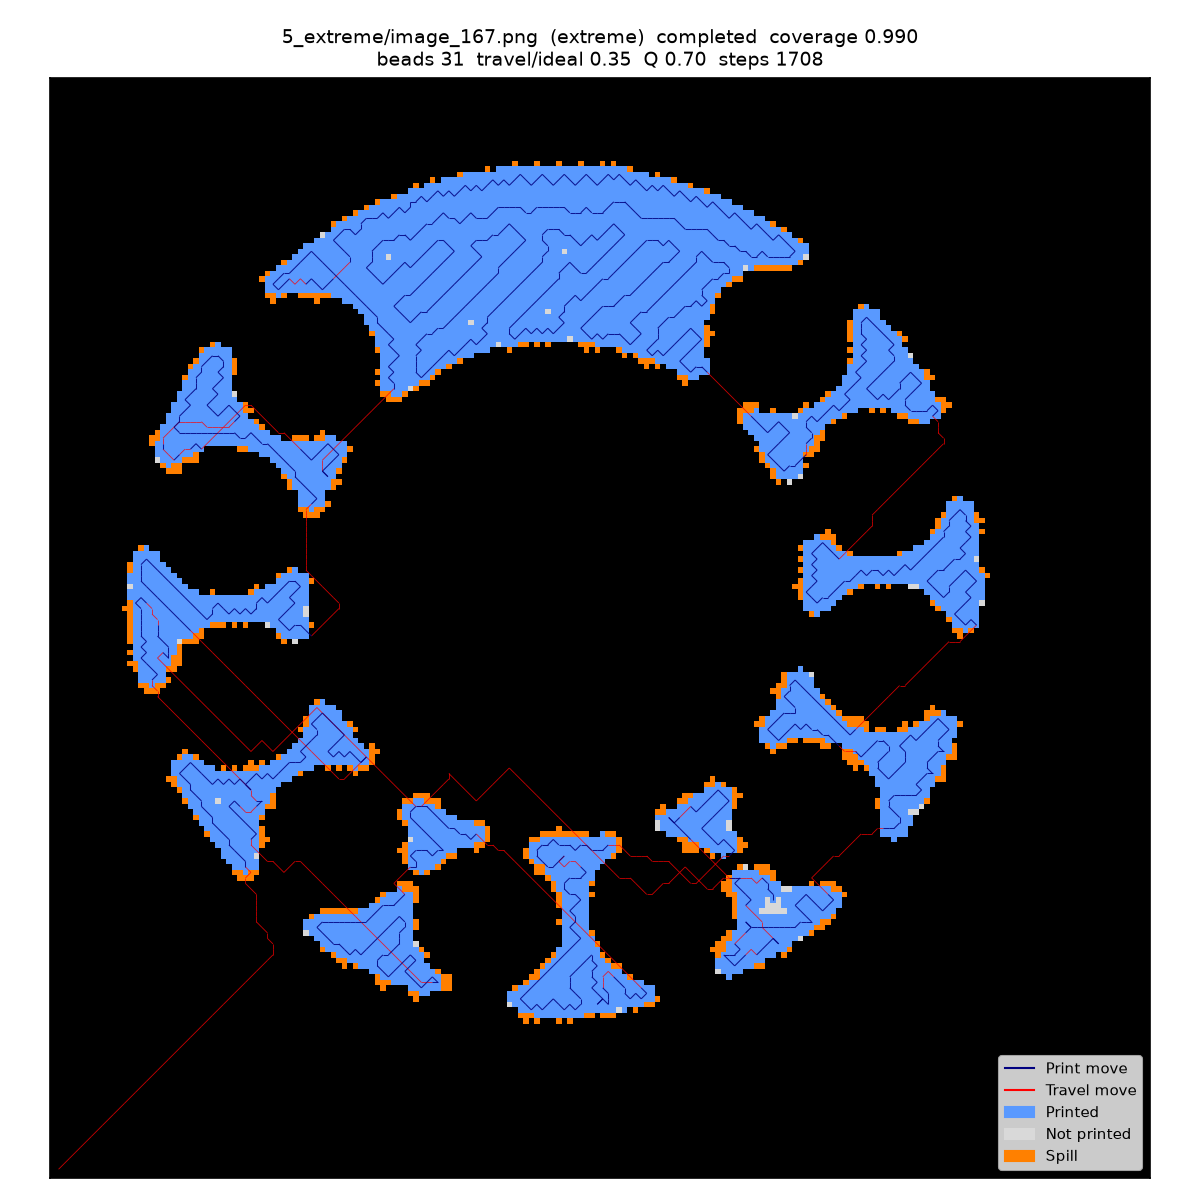 5_extreme/image_167.png  (extreme)  completed  coverage 0.990
beads 31  travel/ideal 0.35  Q 0.70  steps 1708
Print move
Travel move
Printed
Not printed
Spill